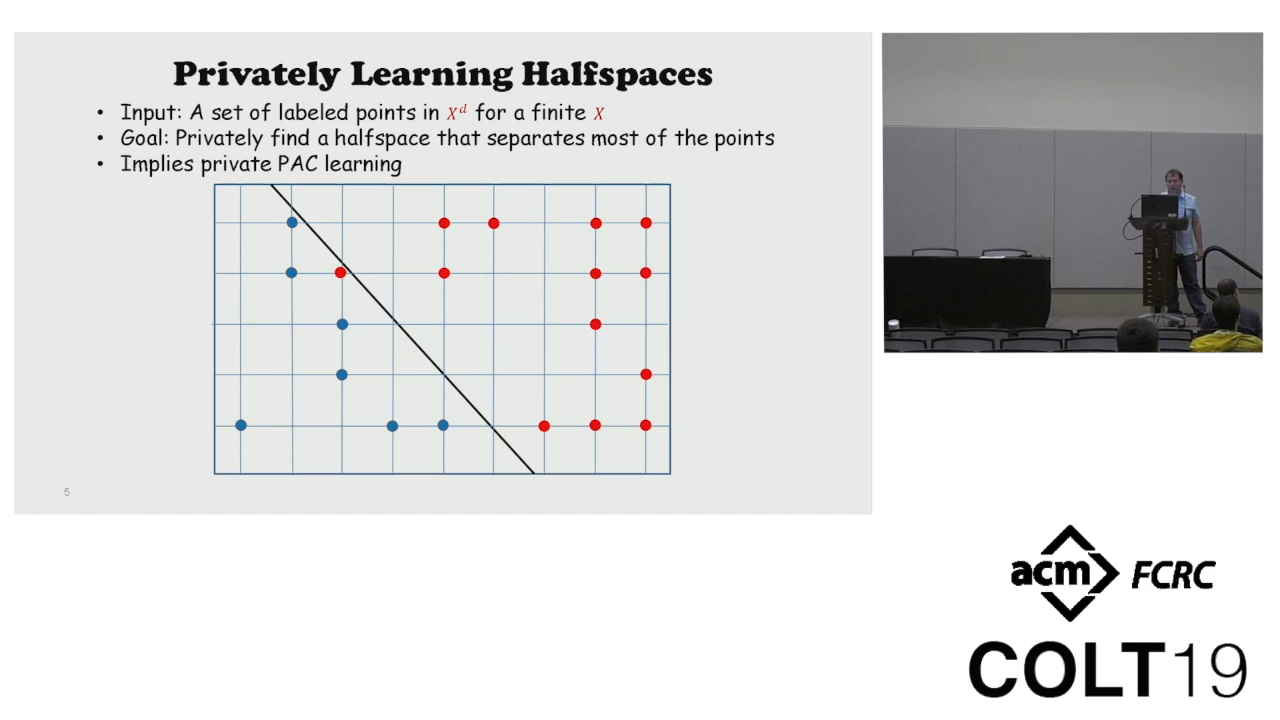 Privately Learning Halfspaces
• Input: A set of labeled points in X^d for a finite X
• Goal: Privately find a halfspace that separates most of the points
• Implies private PAC learning
5
acm FCRC
COLT19